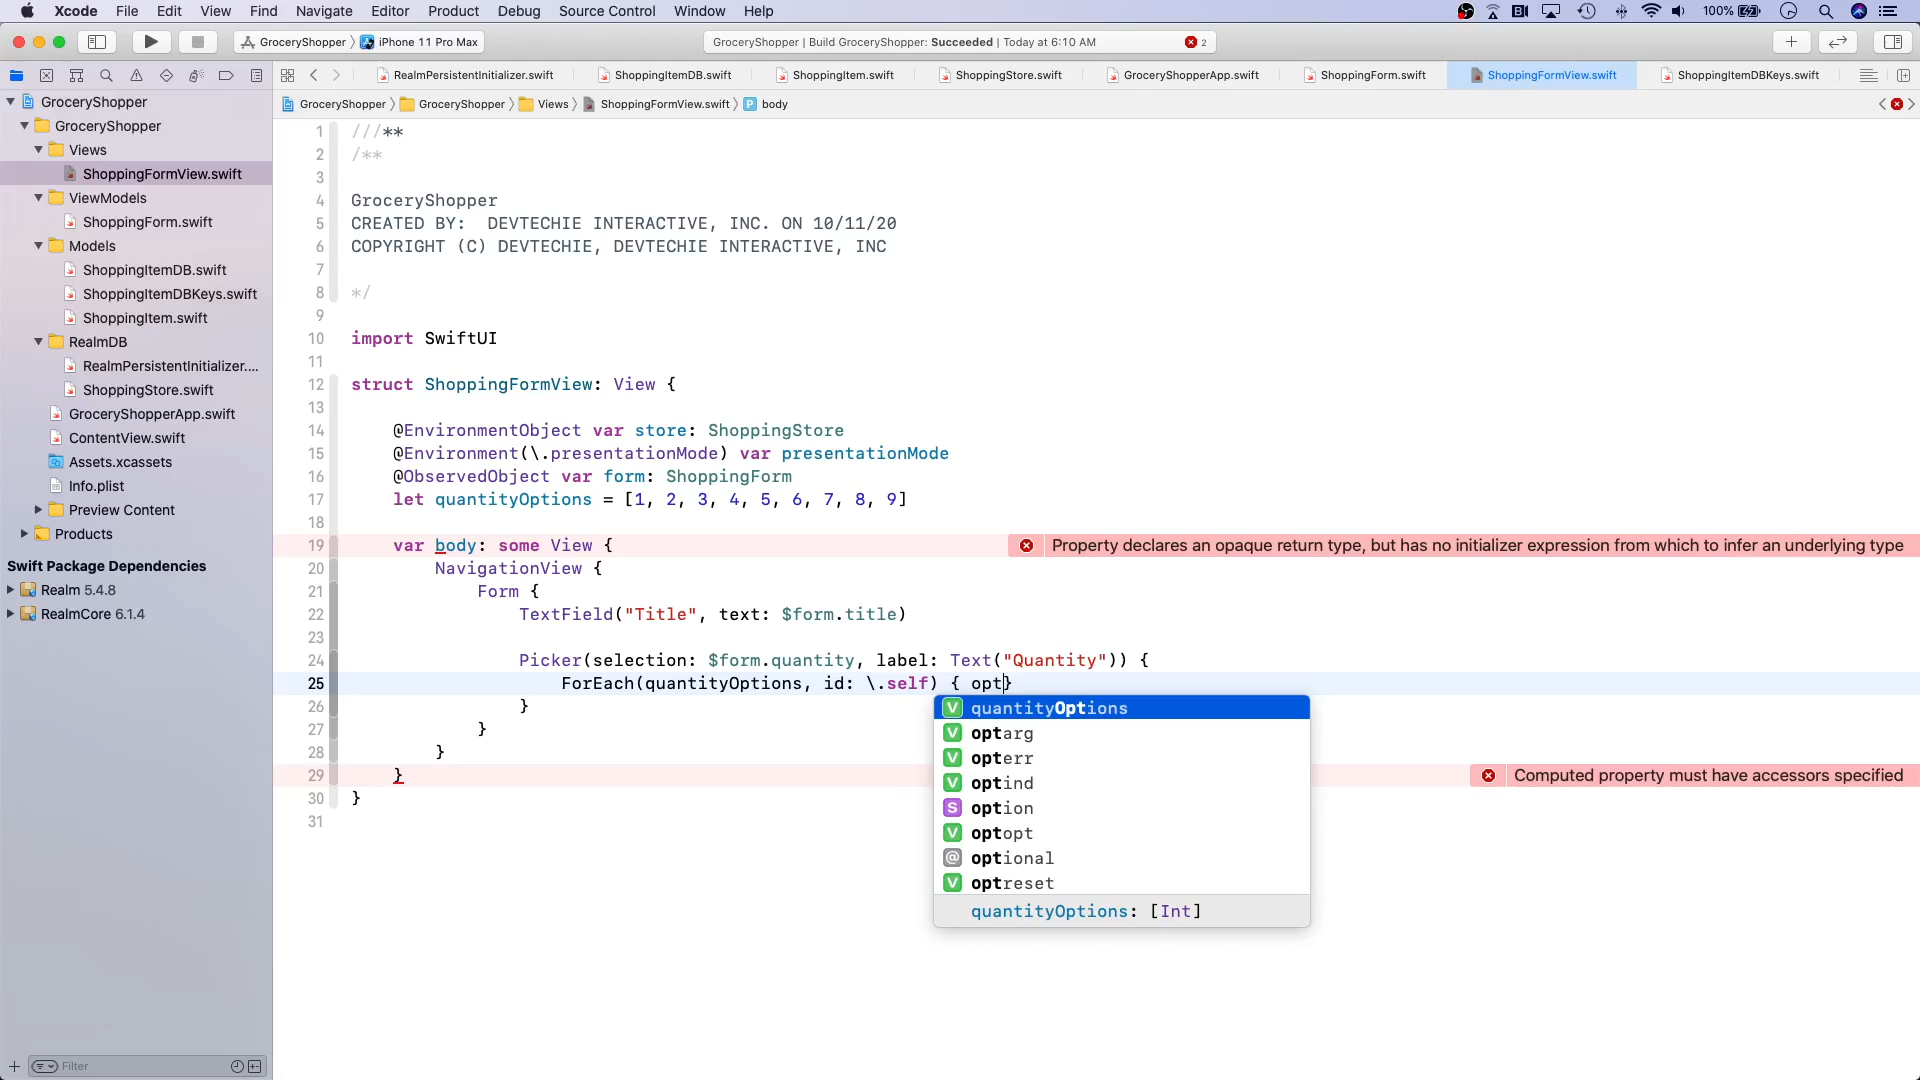 Xcode File Edit View Find Navigate Editor Product Debug Source Control Window Help 100%
GroceryShopper iPhone 11 Pro Max GroceryShopper | Build GroceryShopper: Succeeded | Today at 6:10 AM 2
RealmPersistentInitializer.swift ShoppingItemDB.swift ShoppingItem.swift ShoppingStore.swift GroceryShopperApp.swift ShoppingForm.swift ShoppingFormView.swift ShoppingItemDBKeys.swift
GroceryShopper GroceryShopper Views ShoppingFormView.swift P body
GroceryShopper
GroceryShopper
Views
ShoppingFormView.swift
ViewModels
ShoppingForm.swift
Models
ShoppingItemDB.swift
ShoppingItemDBKeys.swift
ShoppingItem.swift
RealmDB
RealmPersistentInitializer....
ShoppingStore.swift
GroceryShopperApp.swift
ContentView.swift
Assets.xcassets
Info.plist
Preview Content
Products
Swift Package Dependencies
Realm 5.4.8
RealmCore 6.1.4
Filter
1 ///**
2 /**
3
4 GroceryShopper
5 CREATED BY:  DEVTECHIE INTERACTIVE, INC. ON 10/11/20
6 COPYRIGHT (C) DEVTECHIE, DEVTECHIE INTERACTIVE, INC
7
8 */
9
10 import SwiftUI
11
12 struct ShoppingFormView: View {
13
14 @EnvironmentObject var store: ShoppingStore
15 @Environment(\.presentationMode) var presentationMode
16 @ObservedObject var form: ShoppingForm
17 let quantityOptions = [1, 2, 3, 4, 5, 6, 7, 8, 9]
18
19 var body: some View { Property declares an opaque return type, but has no initializer expression from which to infer an underlying type
20 NavigationView {
21 Form {
22 TextField("Title", text: $form.title)
23
24 Picker(selection: $form.quantity, label: Text("Quantity")) {
25 ForEach(quantityOptions, id: \.self) { opt}
26 }
27 }
28 }
29 } Computed property must have accessors specified
30 }
31
V quantityOptions
V optarg
V opterr
V optind
S option
V optopt
@ optional
V optreset
quantityOptions: [Int]